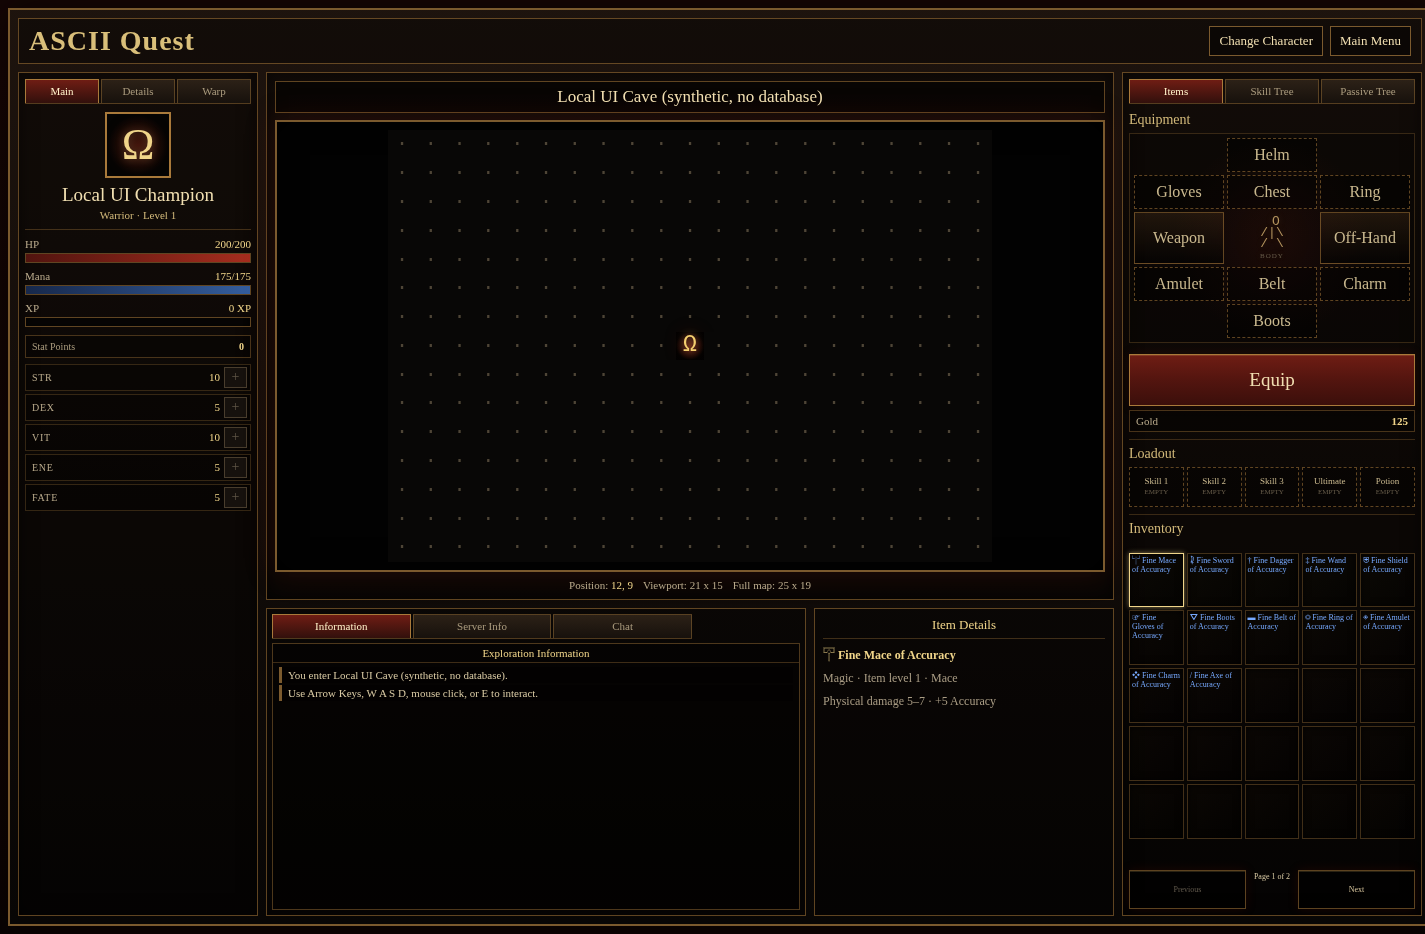 ASCII Quest
Change Character
Main Menu
Main
Details
Warp
Ω
Local UI Champion
Warrior · Level 1
HP 200/200
Mana 175/175
XP 0 XP
Stat Points 0
STR 10 +
DEX 5 +
VIT 10 +
ENE 5 +
FATE 5 +
Local UI Cave (synthetic, no database)
Ω
Position: 12, 9 Viewport: 21 x 15 Full map: 25 x 19
Information
Server Info
Chat
Exploration Information
You enter Local UI Cave (synthetic, no database).
Use Arrow Keys, W A S D, mouse click, or E to interact.
Item Details
Fine Mace of Accuracy
Magic · Item level 1 · Mace
Physical damage 5–7 · +5 Accuracy
Items
Skill Tree
Passive Tree
Equipment
Helm
Gloves
Chest
Ring
Weapon
O
/|\
/ \
BODY
Off-Hand
Amulet
Belt
Charm
Boots
Equip
Gold 125
Loadout
Skill 1
EMPTY
Skill 2
EMPTY
Skill 3
EMPTY
Ultimate
EMPTY
Potion
EMPTY
Inventory
Fine Mace
of Accuracy
Fine Sword
of Accuracy
† Fine Dagger
of Accuracy
‡ Fine Wand
of Accuracy
⛨ Fine Shield
of Accuracy
☞ Fine
Gloves of
Accuracy
▽ Fine Boots
of Accuracy
▬ Fine Belt of
Accuracy
Fine Ring of
Accuracy
Fine Amulet
of Accuracy
Fine Charm
of Accuracy
/ Fine Axe of
Accuracy
Previous
Page 1 of 2
Next